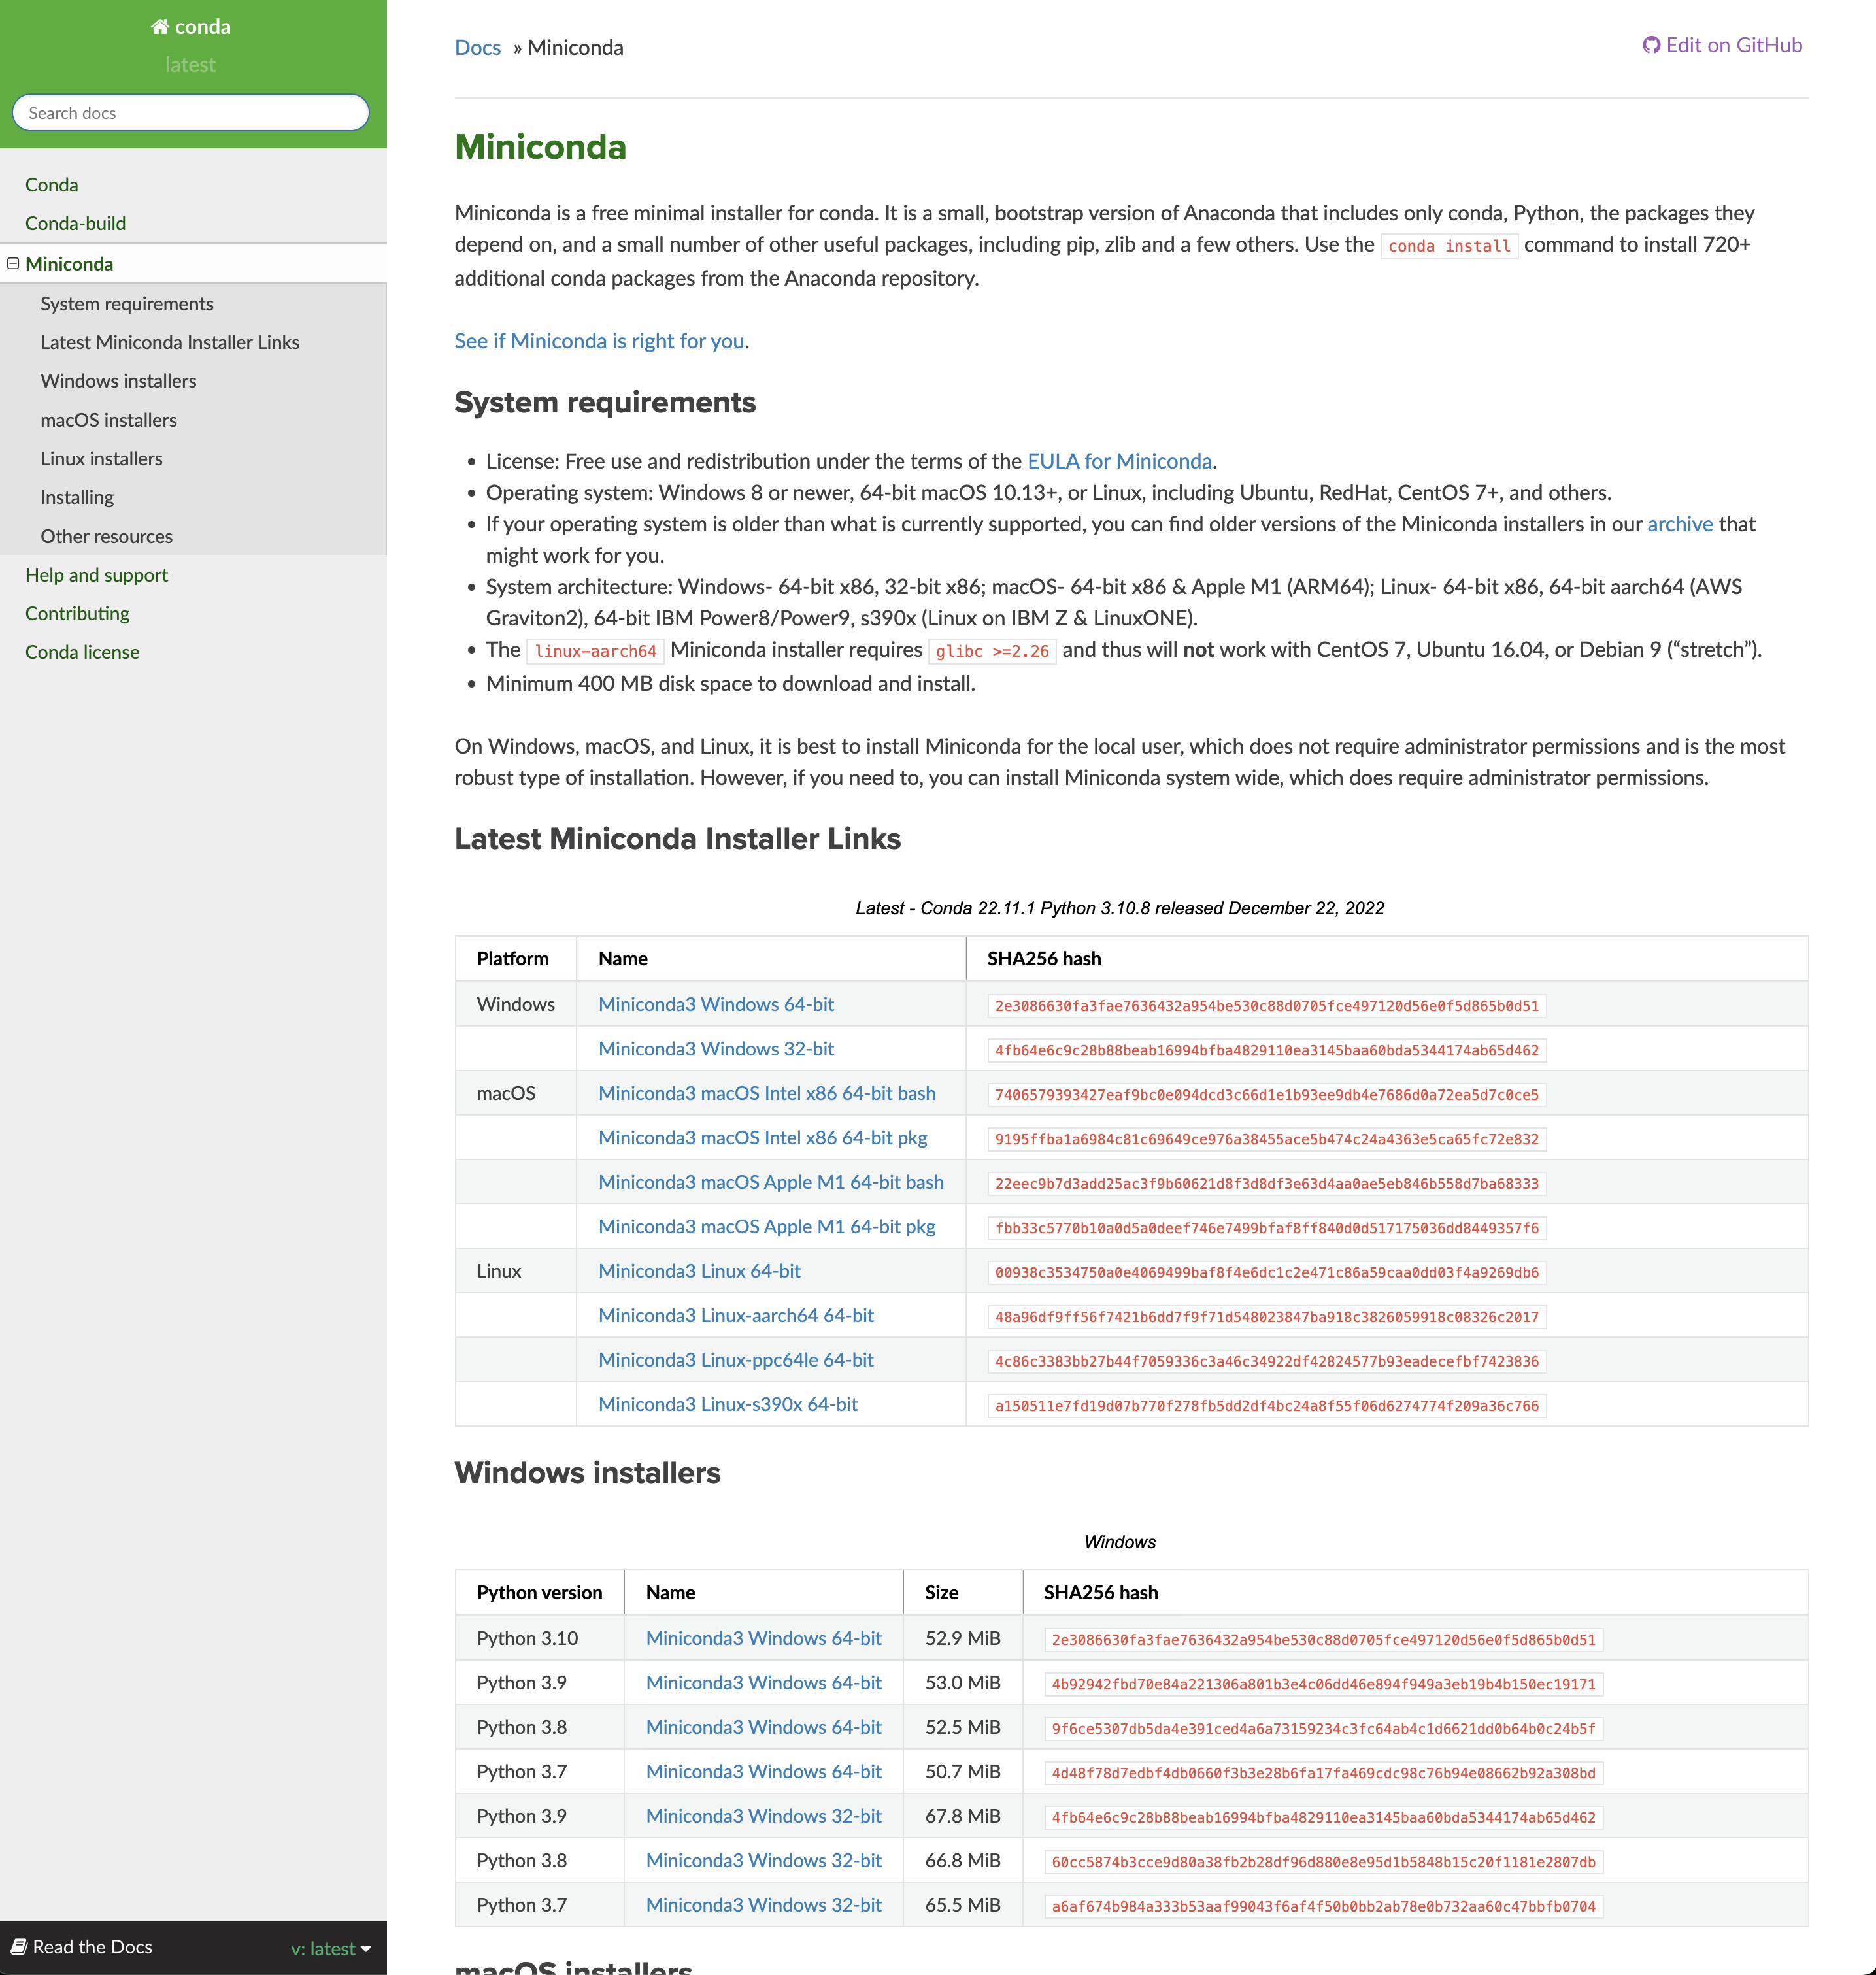 conda
latest
Search docs
Conda
Conda-build
Miniconda
System requirements
Latest Miniconda Installer Links
Windows installers
macOS installers
Linux installers
Installing
Other resources
Help and support
Contributing
Conda license
Read the Docs
v: latest
Docs » Miniconda
Edit on GitHub
Miniconda
Miniconda is a free minimal installer for conda. It is a small, bootstrap version of Anaconda that includes only conda, Python, the packages they
depend on, and a small number of other useful packages, including pip, zlib and a few others. Use the conda install command to install 720+
additional conda packages from the Anaconda repository.
See if Miniconda is right for you.
System requirements
• License: Free use and redistribution under the terms of the EULA for Miniconda.
• Operating system: Windows 8 or newer, 64-bit macOS 10.13+, or Linux, including Ubuntu, RedHat, CentOS 7+, and others.
• If your operating system is older than what is currently supported, you can find older versions of the Miniconda installers in our archive that
might work for you.
• System architecture: Windows- 64-bit x86, 32-bit x86; macOS- 64-bit x86 & Apple M1 (ARM64); Linux- 64-bit x86, 64-bit aarch64 (AWS
Graviton2), 64-bit IBM Power8/Power9, s390x (Linux on IBM Z & LinuxONE).
• The linux-aarch64 Miniconda installer requires glibc >=2.26 and thus will not work with CentOS 7, Ubuntu 16.04, or Debian 9 (“stretch”).
• Minimum 400 MB disk space to download and install.
On Windows, macOS, and Linux, it is best to install Miniconda for the local user, which does not require administrator permissions and is the most
robust type of installation. However, if you need to, you can install Miniconda system wide, which does require administrator permissions.
Latest Miniconda Installer Links
Latest - Conda 22.11.1 Python 3.10.8 released December 22, 2022
Platform Name SHA256 hash
Windows Miniconda3 Windows 64-bit 2e3086630fa3fae7636432a954be530c88d0705fce497120d56e0f5d865b0d51
Miniconda3 Windows 32-bit 4fb64e6c9c28b88beab16994bfba4829110ea3145baa60bda5344174ab65d462
macOS Miniconda3 macOS Intel x86 64-bit bash 7406579393427eaf9bc0e094dcd3c66d1e1b93ee9db4e7686d0a72ea5d7c0ce5
Miniconda3 macOS Intel x86 64-bit pkg 9195ffba1a6984c81c69649ce976a38455ace5b474c24a4363e5ca65fc72e832
Miniconda3 macOS Apple M1 64-bit bash 22eec9b7d3add25ac3f9b60621d8f3d8df3e63d4aa0ae5eb846b558d7ba68333
Miniconda3 macOS Apple M1 64-bit pkg fbb33c5770b10a0d5a0deef746e7499bfaf8ff840d0d517175036dd8449357f6
Linux Miniconda3 Linux 64-bit 00938c3534750a0e4069499baf8f4e6dc1c2e471c86a59caa0dd03f4a9269db6
Miniconda3 Linux-aarch64 64-bit 48a96df9ff56f7421b6dd7f9f71d548023847ba918c3826059918c08326c2017
Miniconda3 Linux-ppc64le 64-bit 4c86c3383bb27b44f7059336c3a46c34922df42824577b93eadecefbf7423836
Miniconda3 Linux-s390x 64-bit a150511e7fd19d07b770f278fb5dd2df4bc24a8f55f06d6274774f209a36c766
Windows installers
Windows
Python version Name Size SHA256 hash
Python 3.10 Miniconda3 Windows 64-bit 52.9 MiB 2e3086630fa3fae7636432a954be530c88d0705fce497120d56e0f5d865b0d51
Python 3.9 Miniconda3 Windows 64-bit 53.0 MiB 4b92942fbd70e84a221306a801b3e4c06dd46e894f949a3eb19b4b150ec19171
Python 3.8 Miniconda3 Windows 64-bit 52.5 MiB 9f6ce5307db5da4e391ced4a6a73159234c3fc64ab4c1d6621dd0b64b0c24b5f
Python 3.7 Miniconda3 Windows 64-bit 50.7 MiB 4d48f78d7edbf4db0660f3b3e28b6fa17fa469cdc98c76b94e08662b92a308bd
Python 3.9 Miniconda3 Windows 32-bit 67.8 MiB 4fb64e6c9c28b88beab16994bfba4829110ea3145baa60bda5344174ab65d462
Python 3.8 Miniconda3 Windows 32-bit 66.8 MiB 60cc5874b3cce9d80a38fb2b28df96d880e8e95d1b5848b15c20f1181e2807db
Python 3.7 Miniconda3 Windows 32-bit 65.5 MiB a6af674b984a333b53aaf99043f6af4f50b0bb2ab78e0b732aa60c47bbfb0704
macOS installers